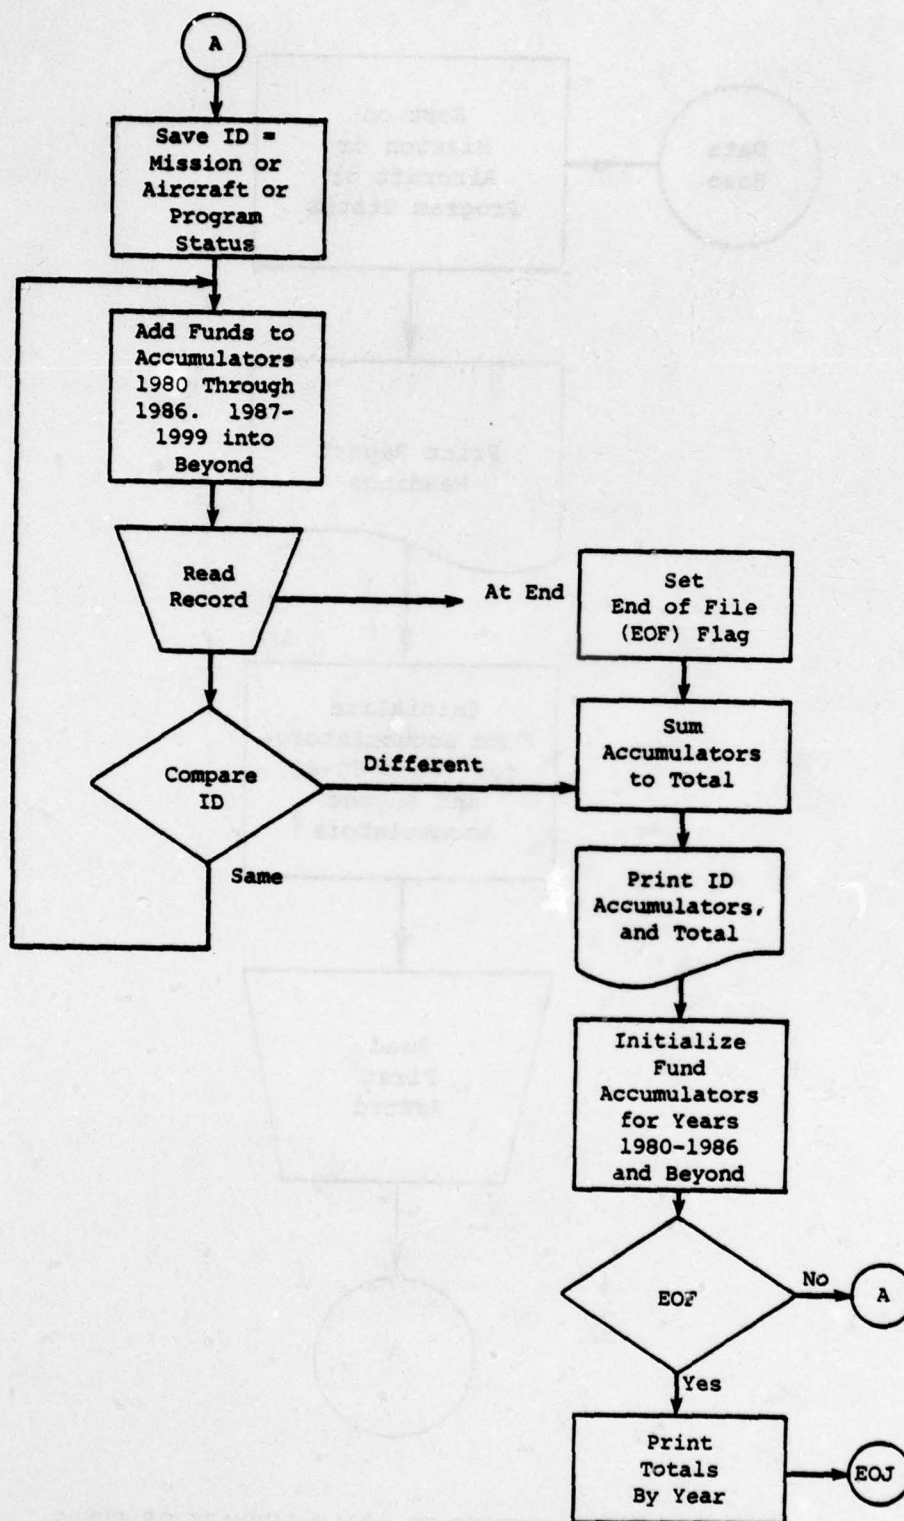 A
Save ID =
Mission or
Aircraft or
Program
Status
Add Funds to
Accumulators
1980 Through
1986. 1987-
1999 into
Beyond
Read
Record
At End
Set
End of File
(EOF) Flag
Compare
ID
Different
Same
Sum
Accumulators
to Total
Print ID
Accumulators,
and Total
Initialize
Fund
Accumulators
for Years
1980-1986
and Beyond
EOF
No
A
Yes
Print
Totals
By Year
EOJ